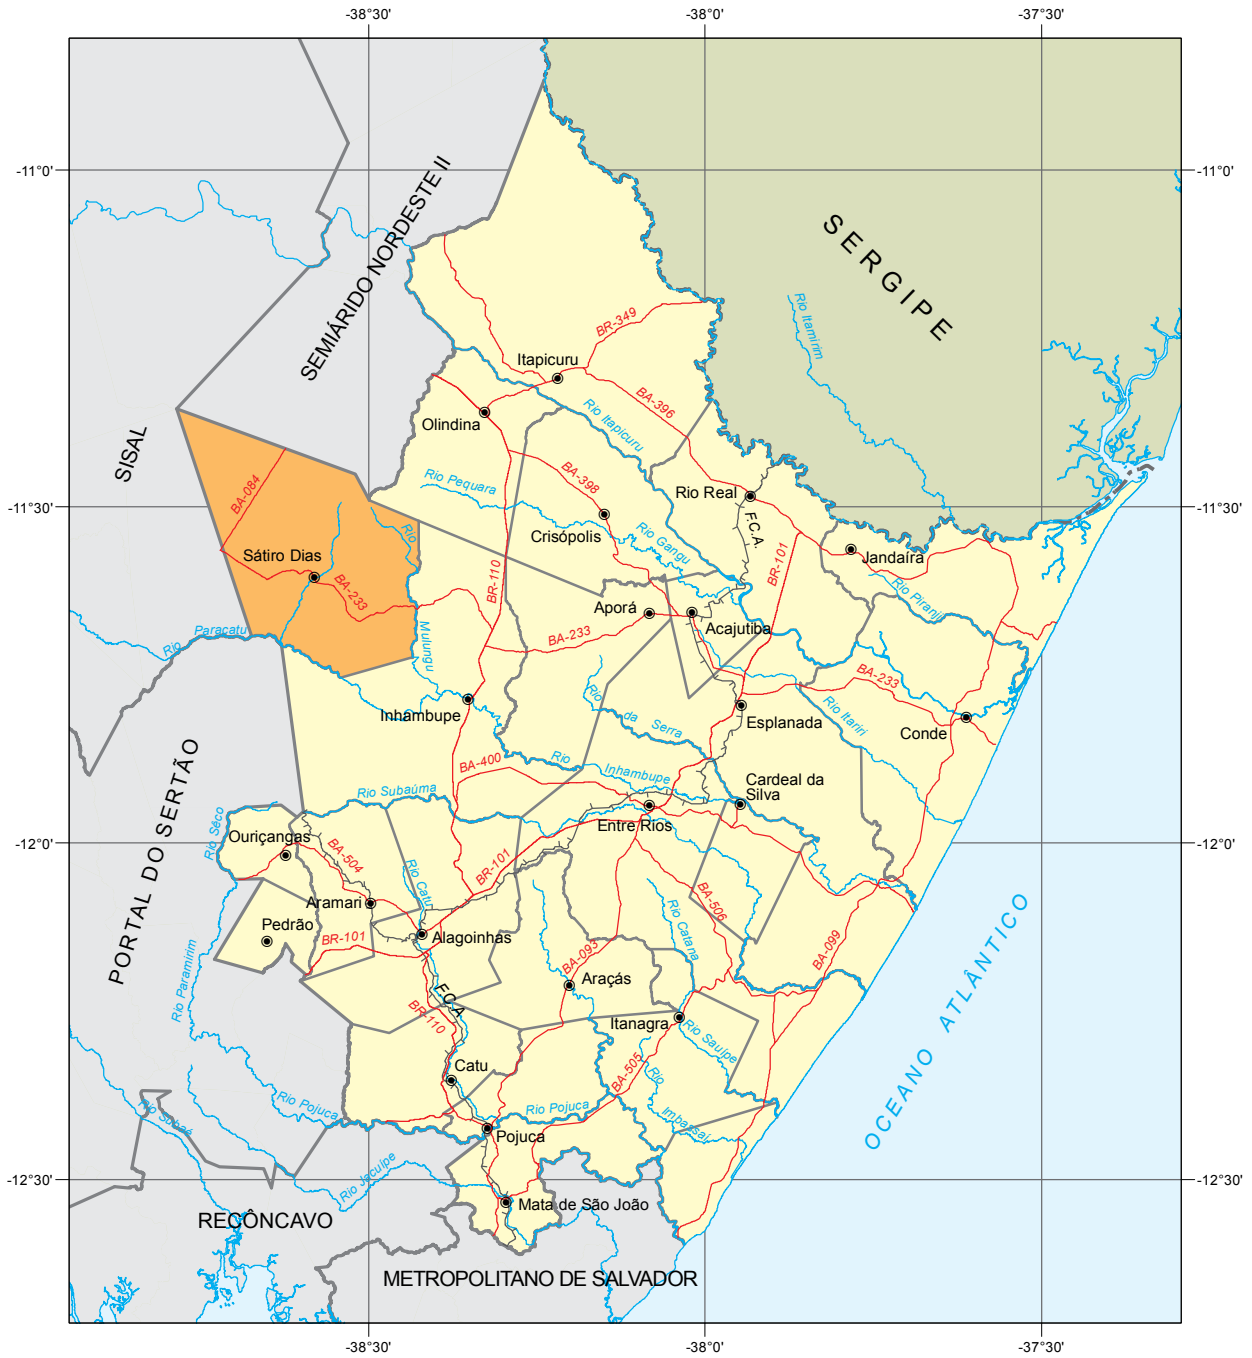 -38°30'
-38°0'
-37°30'
-11°0'
-11°0'
SEMIÁRIDO NORDESTE II
SERGIPE
Rio Itamirim
BR-349
Itapicuru
BA-396
Olindina
Rio Itapicuru
SISAL
BA-084
Rio Pequara
BA-398
Rio Real
-11°30'
-11°30'
Rio
Crisópolis
Rio Gangu
F.C.A.
BR-101
Jandaíra
Sátiro Dias
BA-233
BR-110
Rio Piranji
Aporá
Acajutiba
Rio Paracatu
Mulungu
BA-233
BA-233
Inhambupe
Rio da Serra
Esplanada
Rio Itariri
Conde
PORTAL DO SERTÃO
BA-400
Rio Inhambupe
Cardeal da
Silva
Rio Subaúma
Rio Sêco
Ouriçangas
Entre Rios
-12°0'
-12°0'
BA-504
Rio Catu
BR-101
BA-506
Aramari
Rio Catana
Pedrão
BR-101
Alagoinhas
BA-093
BA-099
OCEANO ATLÂNTICO
Rio Paramirim
Araçás
F.C.A
BR-110
Itanagra
Rio Sauípe
Catu
BA-505
Rio Imbassaí
Rio Pojuca
Rio Pojuca
Rio Subaé
Pojuca
Rio Jacuípe
-12°30'
-12°30'
Mata de São João
RECÔNCAVO
METROPOLITANO DE SALVADOR
-38°30'
-38°0'
-37°30'